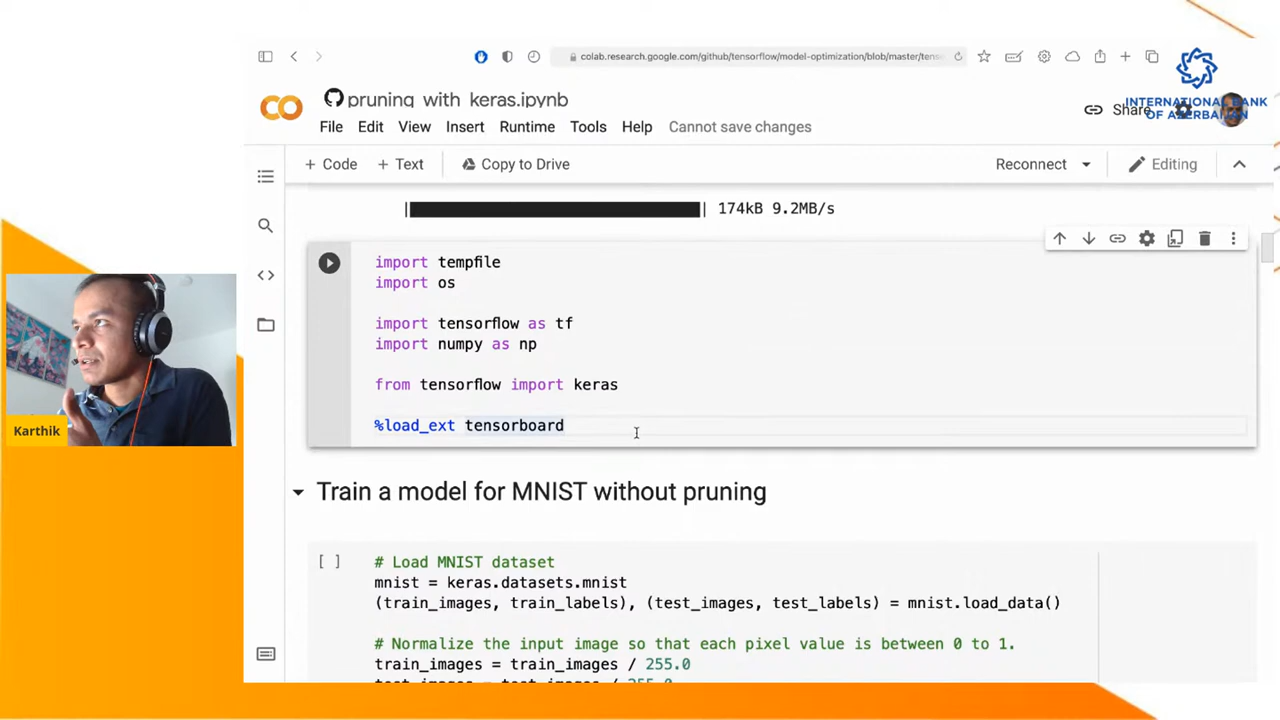 colab.research.google.com/github/tensorflow/model-optimization/blob/master/tens
INTERNATIONAL BANK
OF AZERBAIJAN
pruning_with_keras.ipynb
Share
File Edit View Insert Runtime Tools Help Cannot save changes
+ Code + Text Copy to Drive Reconnect Editing
174kB 9.2MB/s
import tempfile
import os
import tensorflow as tf
import numpy as np
from tensorflow import keras
%load_ext tensorboard
Karthik
Train a model for MNIST without pruning
[ ] # Load MNIST dataset
mnist = keras.datasets.mnist
(train_images, train_labels), (test_images, test_labels) = mnist.load_data()
# Normalize the input image so that each pixel value is between 0 to 1.
train_images = train_images / 255.0